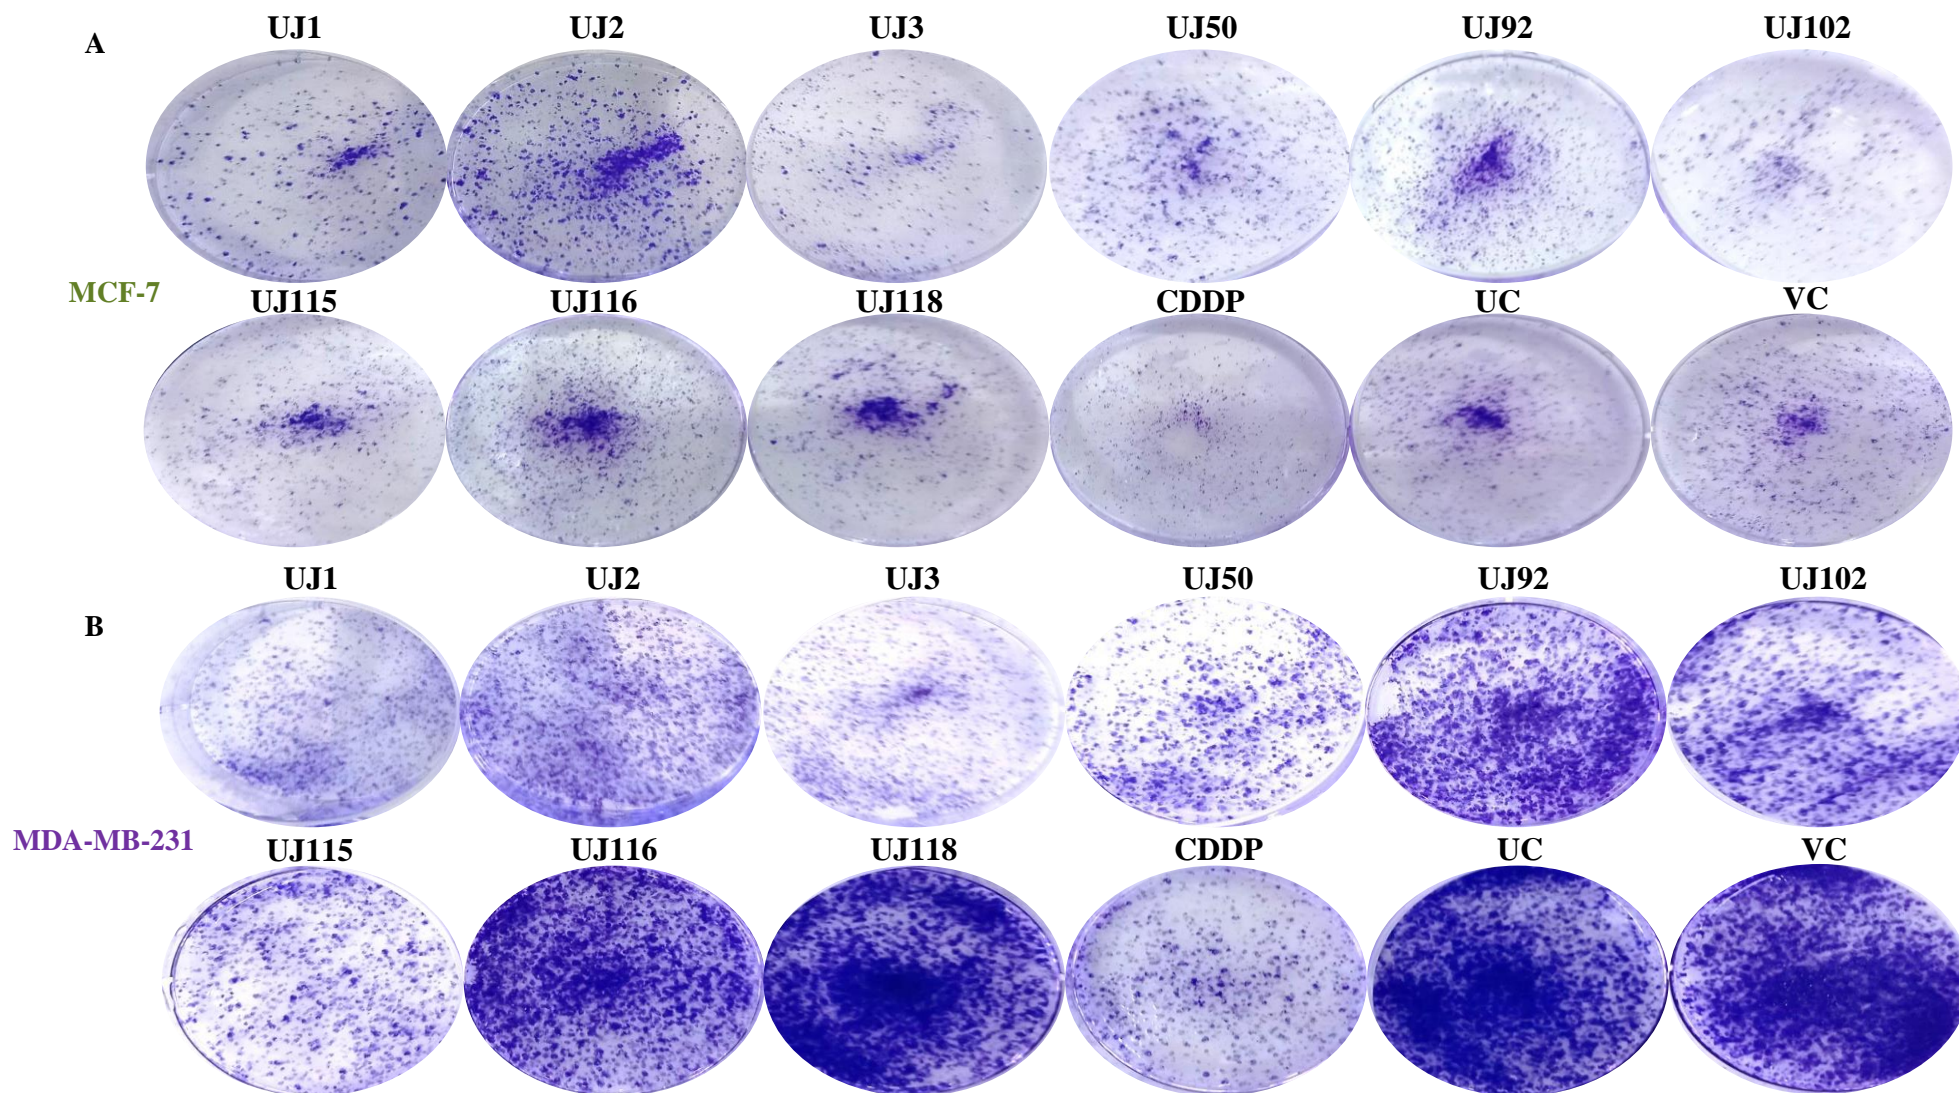 A
UJ1 UJ2 UJ3 UJ50 UJ92 UJ102
MCF-7
UJ115 UJ116 UJ118 CDDP UC VC
B
UJ1 UJ2 UJ3 UJ50 UJ92 UJ102
MDA-MB-231
UJ115 UJ116 UJ118 CDDP UC VC